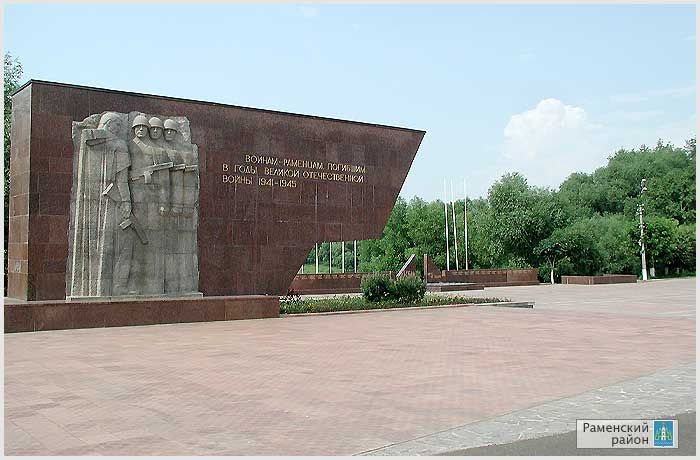 ВОИНАМ-РАМЕНЦАМ, ПОГИБШИМ
В ГОДЫ ВЕЛИКОЙ ОТЕЧЕСТВЕННОЙ
ВОЙНЫ 1941-1945
Раменский
район